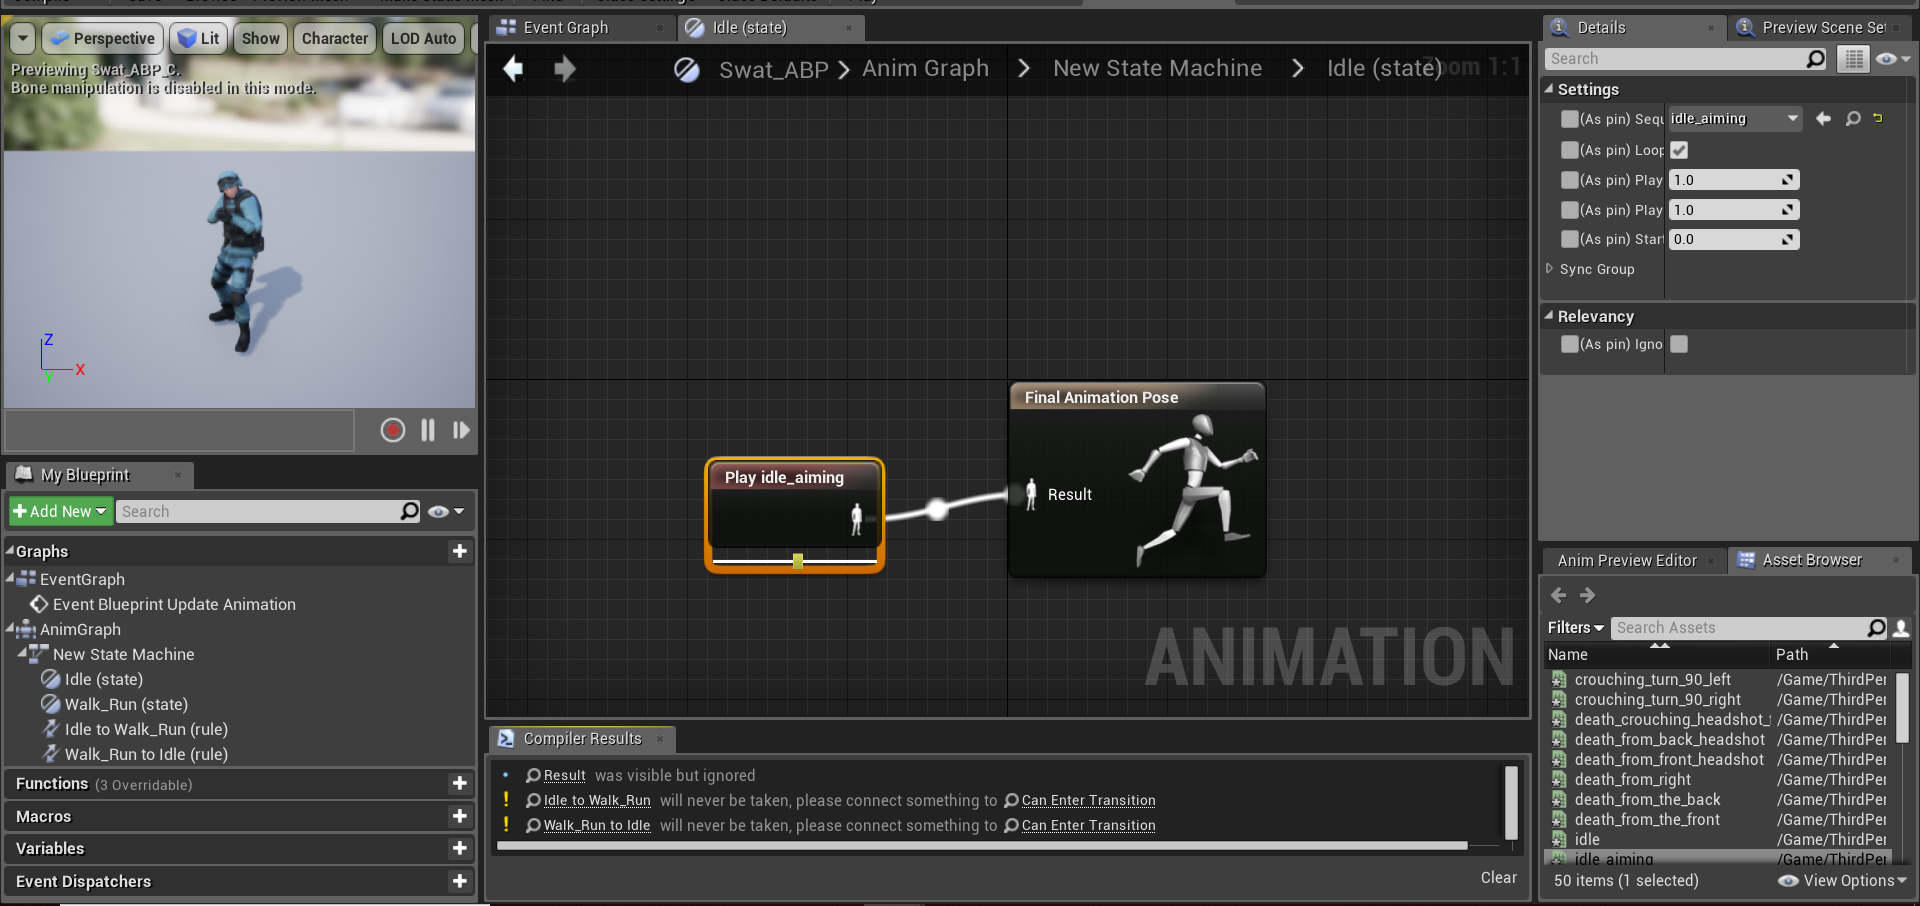 Event Graph
Idle (state)
Details
Preview Scene Set
Perspective
Lit
Show
Character
LOD Auto
Previewing Swat_ABP_C.
Bone manipulation is disabled in this mode.
Z
X
Y
Swat_ABP > Anim Graph > New State Machine > Idle (state)
Zoom 1:1
Search
Settings
(As pin) Sequ
idle_aiming
(As pin) Loop
(As pin) Play
1.0
(As pin) Play
1.0
(As pin) Start
0.0
Sync Group
Relevancy
(As pin) Igno
Final Animation Pose
Result
Play idle_aiming
ANIMATION
My Blueprint
Add New
Search
Graphs
EventGraph
Event Blueprint Update Animation
AnimGraph
New State Machine
Idle (state)
Walk_Run (state)
Idle to Walk_Run (rule)
Walk_Run to Idle (rule)
Functions (3 Overridable)
Macros
Variables
Event Dispatchers
Compiler Results
Result was visible but ignored
Idle to Walk_Run will never be taken, please connect something to Can Enter Transition
Walk_Run to Idle will never be taken, please connect something to Can Enter Transition
Clear
Anim Preview Editor
Asset Browser
Filters
Search Assets
Name
Path
crouching_turn_90_left /Game/ThirdPer
crouching_turn_90_right /Game/ThirdPer
death_crouching_headshot_f /Game/ThirdPer
death_from_back_headshot /Game/ThirdPer
death_from_front_headshot /Game/ThirdPer
death_from_right /Game/ThirdPer
death_from_the_back /Game/ThirdPer
death_from_the_front /Game/ThirdPer
idle /Game/ThirdPer
idle_aiming /Game/ThirdPer
50 items (1 selected)
View Options